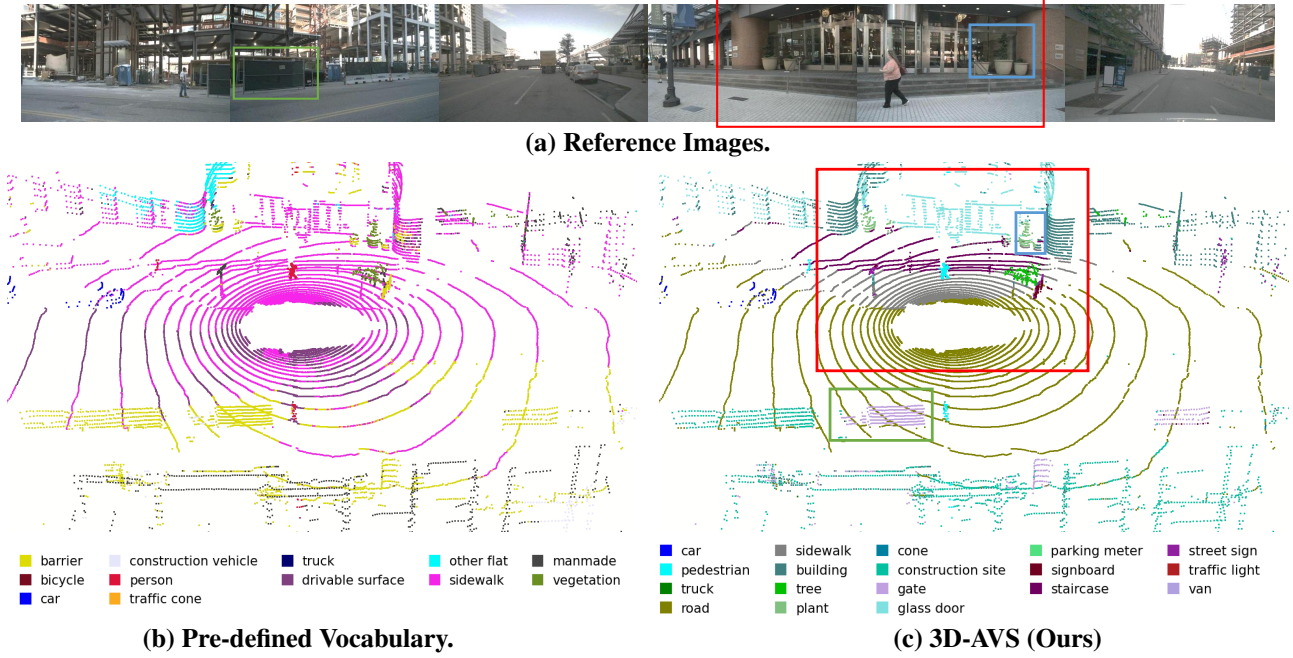 (a) Reference Images.
barrier construction vehicle truck other flat manmade
bicycle person drivable surface sidewalk vegetation
car traffic cone
(b) Pre-defined Vocabulary.
car sidewalk cone parking meter street sign
pedestrian building construction site signboard traffic light
truck tree gate staircase van
road plant glass door
(c) 3D-AVS (Ours)